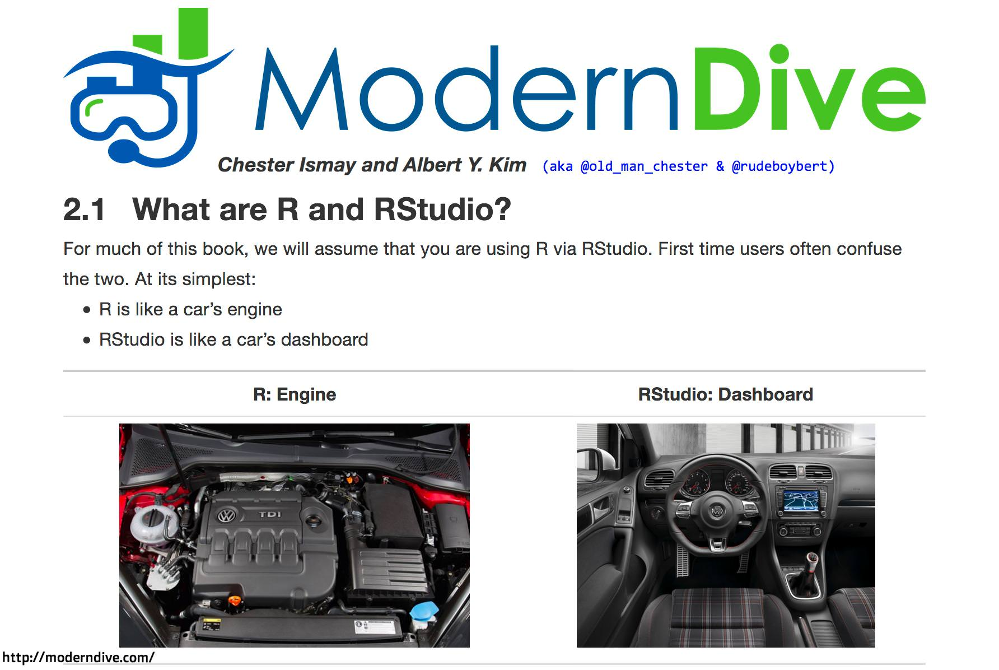 ModernDive
Chester Ismay and Albert Y. Kim (aka @old_man_chester & @rudeboybert)
2.1 What are R and RStudio?
For much of this book, we will assume that you are using R via RStudio. First time users often confuse
the two. At its simplest:
• R is like a car’s engine
• RStudio is like a car’s dashboard
R: Engine
RStudio: Dashboard
TDI
http://moderndive.com/